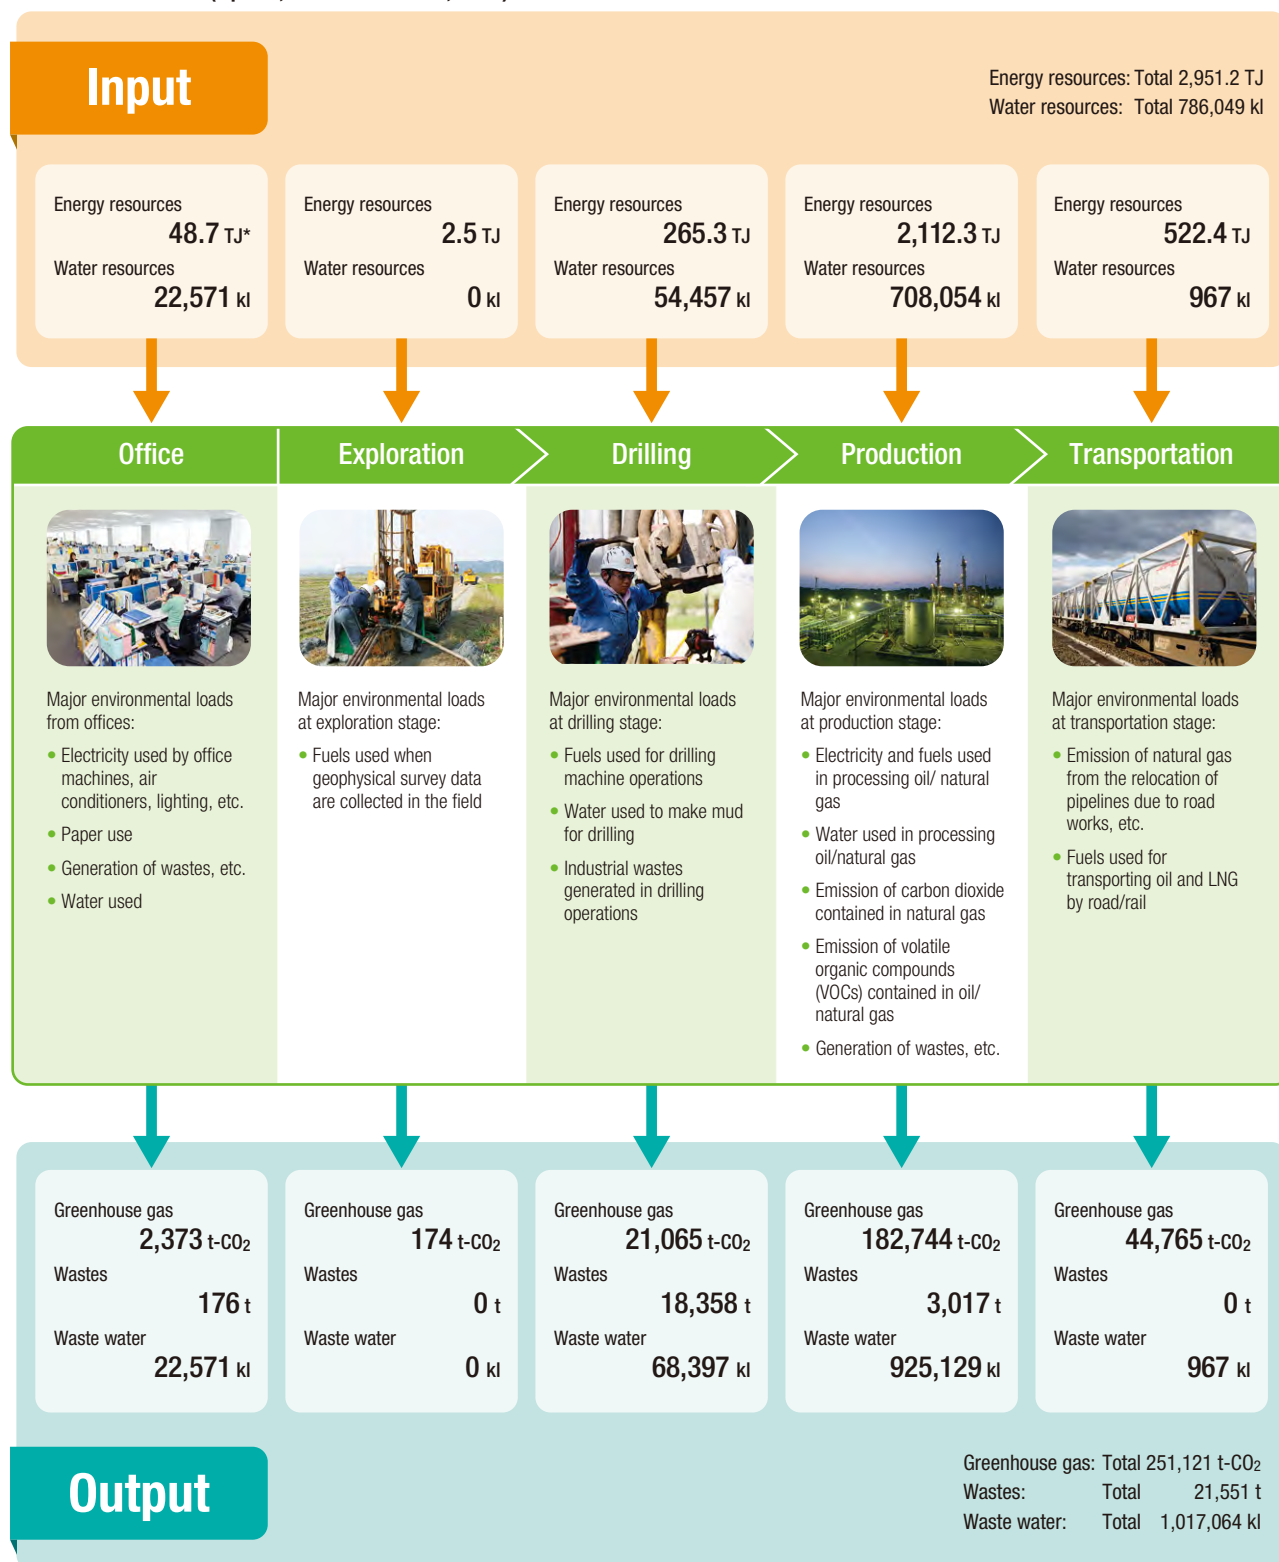 Input
Energy resources: Total 2,951.2 TJ
Water resources: Total 786,049 kl
Energy resources
48.7 TJ*
Water resources
22,571 kl
Energy resources
2.5 TJ
Water resources
0 kl
Energy resources
265.3 TJ
Water resources
54,457 kl
Energy resources
2,112.3 TJ
Water resources
708,054 kl
Energy resources
522.4 TJ
Water resources
967 kl
Office
Exploration
Drilling
Production
Transportation
Major environmental loads
from offices:
• Electricity used by office
machines, air
conditioners, lighting, etc.
• Paper use
• Generation of wastes, etc.
• Water used
Major environmental loads
at exploration stage:
• Fuels used when
geophysical survey data
are collected in the field
Major environmental loads
at drilling stage:
• Fuels used for drilling
machine operations
• Water used to make mud
for drilling
• Industrial wastes
generated in drilling
operations
Major environmental loads
at production stage:
• Electricity and fuels used
in processing oil/ natural
gas
• Water used in processing
oil/natural gas
• Emission of carbon dioxide
contained in natural gas
• Emission of volatile
organic compounds
(VOCs) contained in oil/
natural gas
• Generation of wastes, etc.
Major environmental loads
at transportation stage:
• Emission of natural gas
from the relocation of
pipelines due to road
works, etc.
• Fuels used for
transporting oil and LNG
by road/rail
Greenhouse gas
2,373 t-CO2
Wastes
176 t
Waste water
22,571 kl
Greenhouse gas
174 t-CO2
Wastes
0 t
Waste water
0 kl
Greenhouse gas
21,065 t-CO2
Wastes
18,358 t
Waste water
68,397 kl
Greenhouse gas
182,744 t-CO2
Wastes
3,017 t
Waste water
925,129 kl
Greenhouse gas
44,765 t-CO2
Wastes
0 t
Waste water
967 kl
Output
Greenhouse gas: Total 251,121 t-CO2
Wastes: Total 21,551 t
Waste water: Total 1,017,064 kl